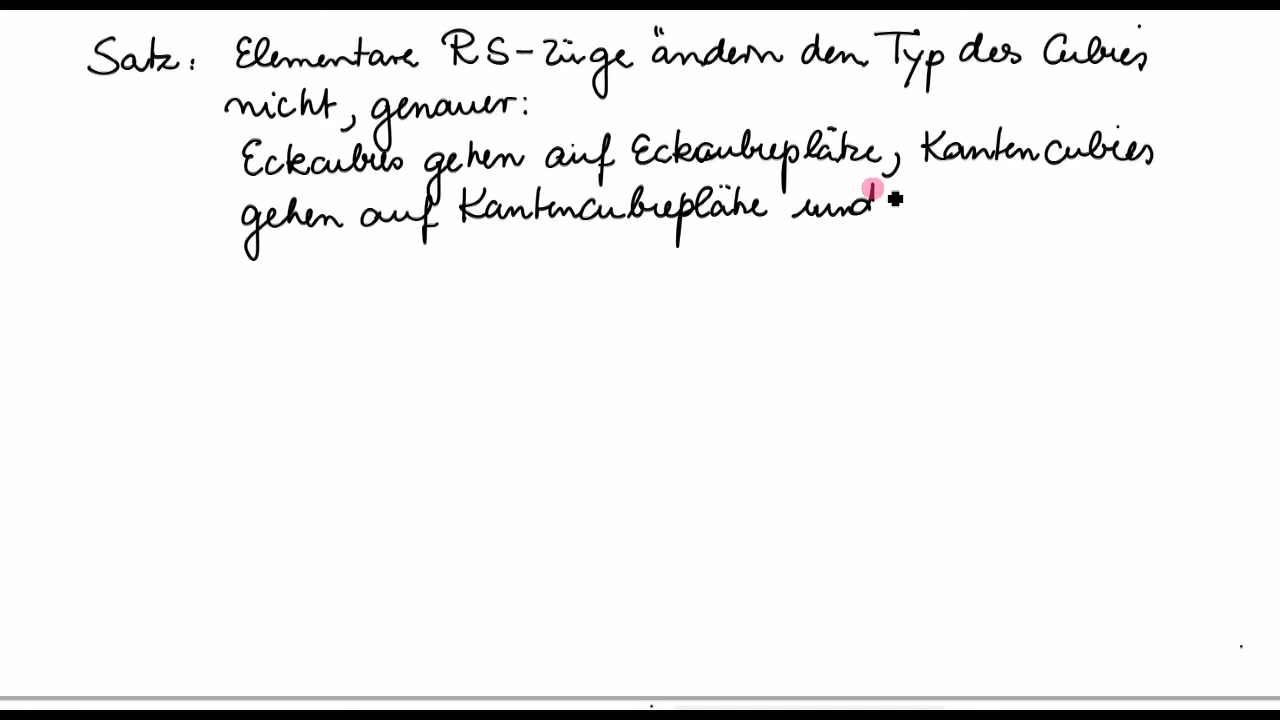 Satz: Elementare RS-Züge ändern den Typ des Cubies
nicht, genauer:
Eckcubies gehen auf Eckcubieplätze, Kantencubies
gehen auf Kantencubieplätze und